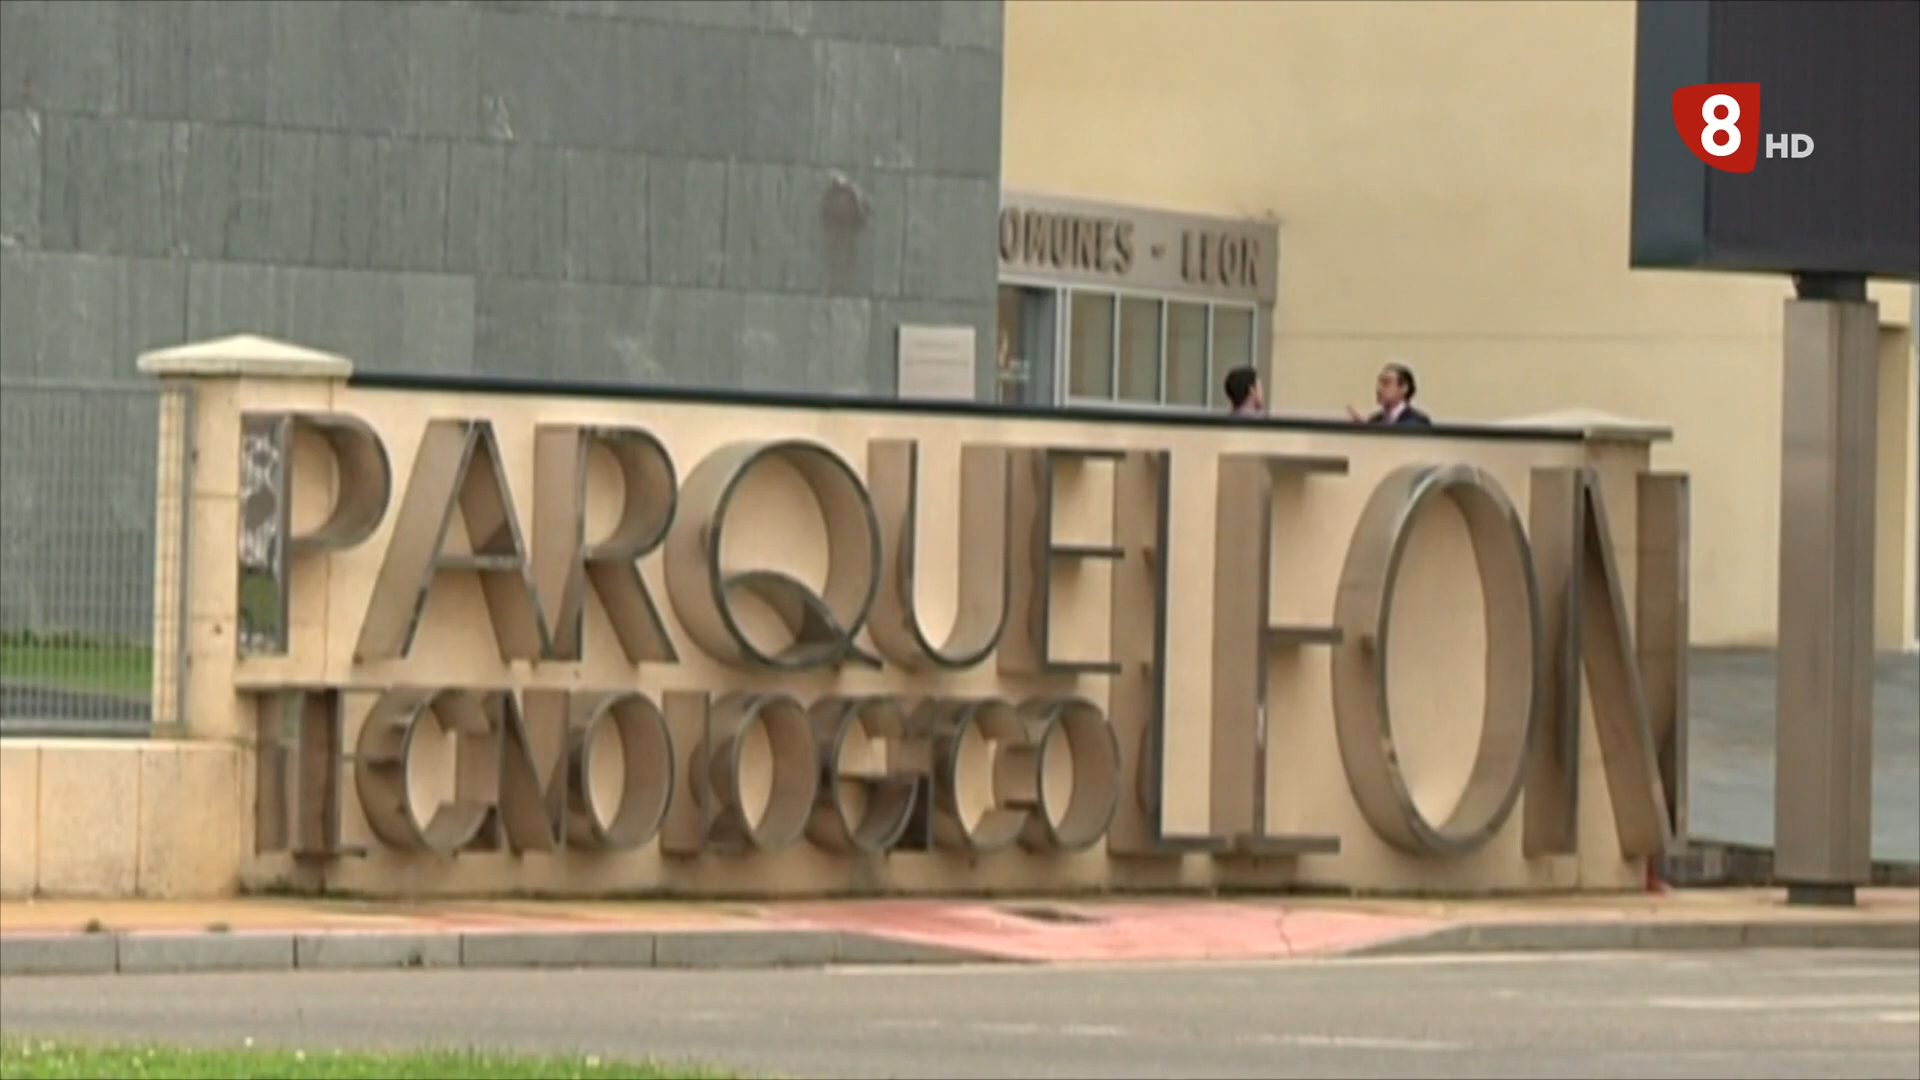 8 HD
OMUNES - LEON
PARQUE
TECNOLOGICO
LEON